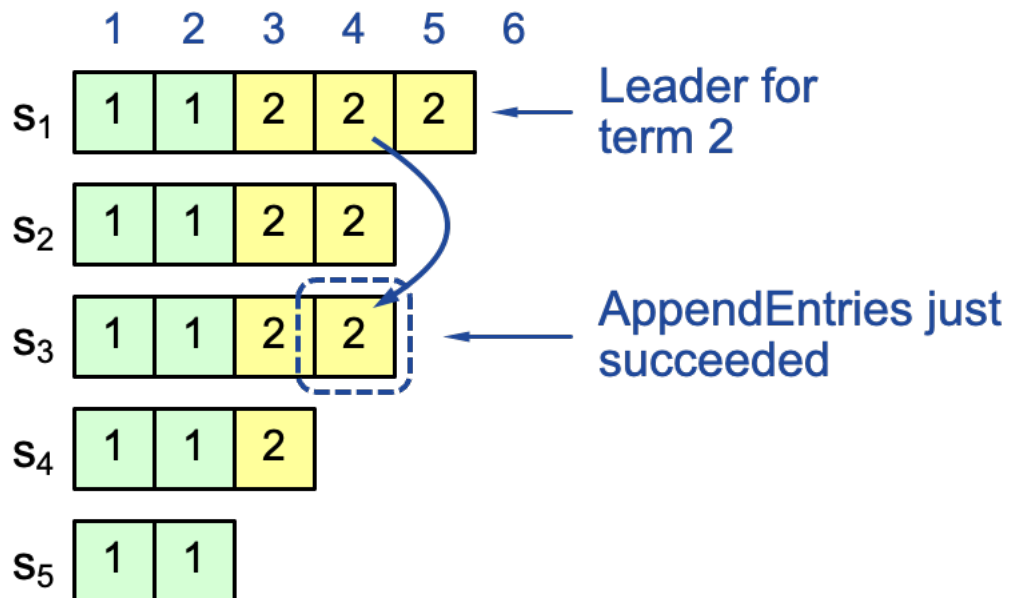 1 2 3 4 5 6
s1 1 1 2 2 2
Leader for
term 2
s2 1 1 2 2
s3 1 1 2 2
AppendEntries just
succeeded
s4 1 1 2
s5 1 1